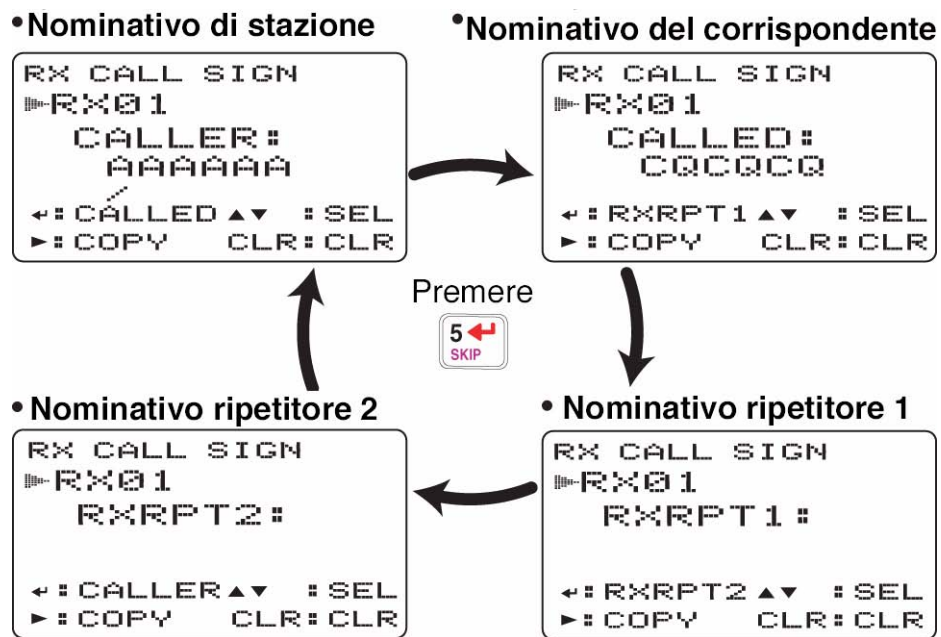 • Nominativo di stazione
RX CALL SIGN
RX01
CALLER:
AAAAAA
↵:CALLED ▲▼ :SEL
►:COPY CLR:CLR
• Nominativo del corrispondente
RX CALL SIGN
RX01
CALLED:
CQCQCQ
↵:RXRPT1 ▲▼ :SEL
►:COPY CLR:CLR
Premere
5 ↵
SKIP
• Nominativo ripetitore 2
RX CALL SIGN
RX01
RXRPT2:
↵:CALLER ▲▼ :SEL
►:COPY CLR:CLR
• Nominativo ripetitore 1
RX CALL SIGN
RX01
RXRPT1:
↵:RXRPT2 ▲▼ :SEL
►:COPY CLR:CLR